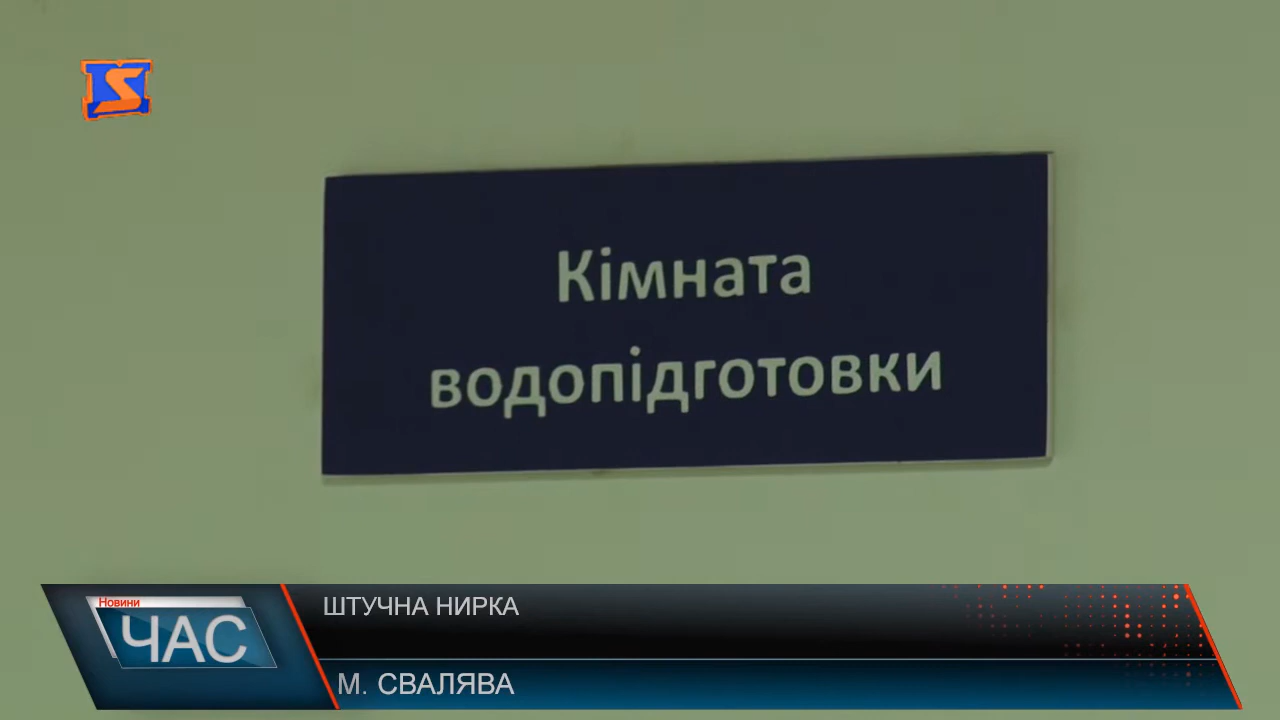 Кімната
водопідготовки
Новини
ЧАС
ШТУЧНА НИРКА
М. СВАЛЯВА